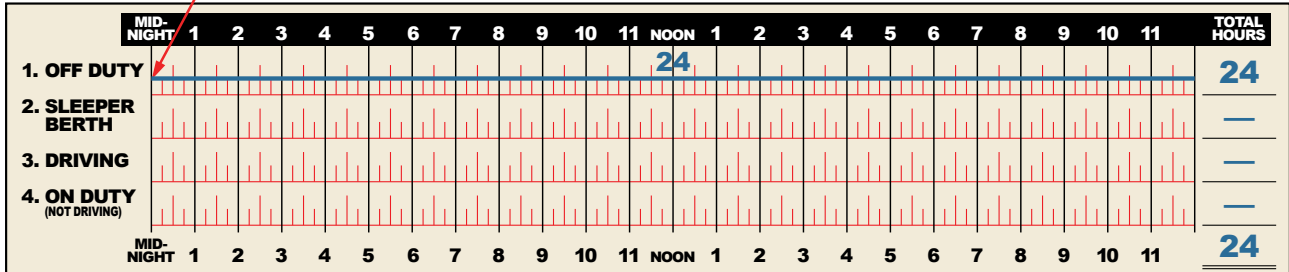 MID-NIGHT 1 2 3 4 5 6 7 8 9 10 11 NOON 1 2 3 4 5 6 7 8 9 10 11 TOTAL HOURS
24
1. OFF DUTY 24
2. SLEEPER BERTH —
3. DRIVING —
4. ON DUTY —
(NOT DRIVING)
MID-NIGHT 1 2 3 4 5 6 7 8 9 10 11 NOON 1 2 3 4 5 6 7 8 9 10 11 24